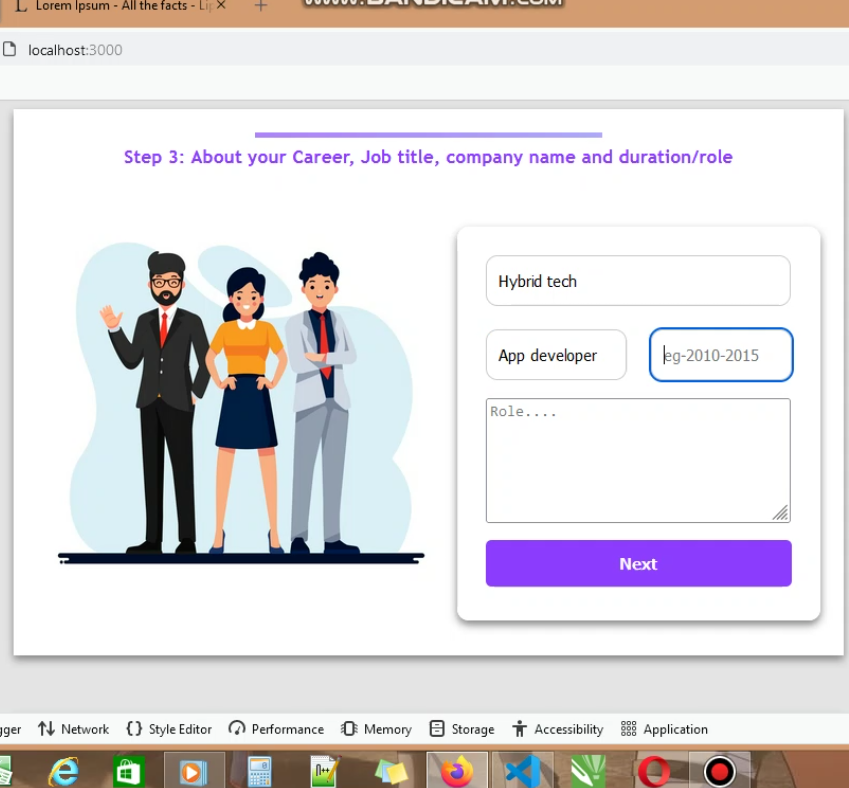 Lorem Ipsum - All the facts - Lip
www.BANDICAM.com
localhost:3000
Step 3: About your Career, Job title, company name and duration/role
Hybrid tech
App developer
eg-2010-2015
Role....
Next
gger
Network
{} Style Editor
Performance
Memory
Storage
Accessibility
Application